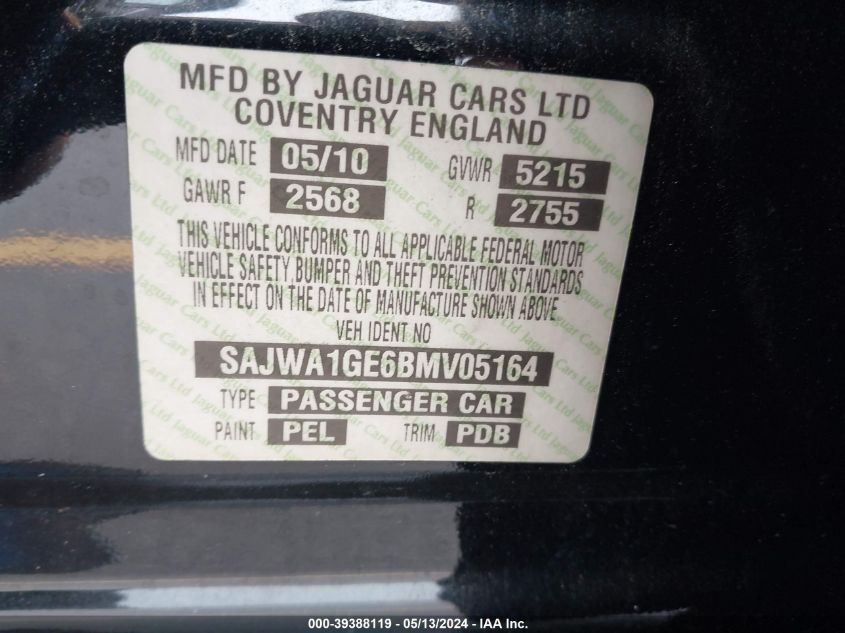 MFD BY JAGUAR CARS LTD
COVENTRY ENGLAND
MFD DATE 05/10 GVWR 5215
GAWR F 2568 R 2755
THIS VEHICLE CONFORMS TO ALL APPLICABLE FEDERAL MOTOR
VEHICLE SAFETY BUMPER AND THEFT PREVENTION STANDARDS
IN EFFECT ON THE DATE OF MANUFACTURE SHOWN ABOVE
VEH IDENT NO
SAJWA1GE6BMV05164
TYPE PASSENGER CAR
PAINT PEL TRIM PDB
000-39388119 - 05/13/2024 - IAA Inc.